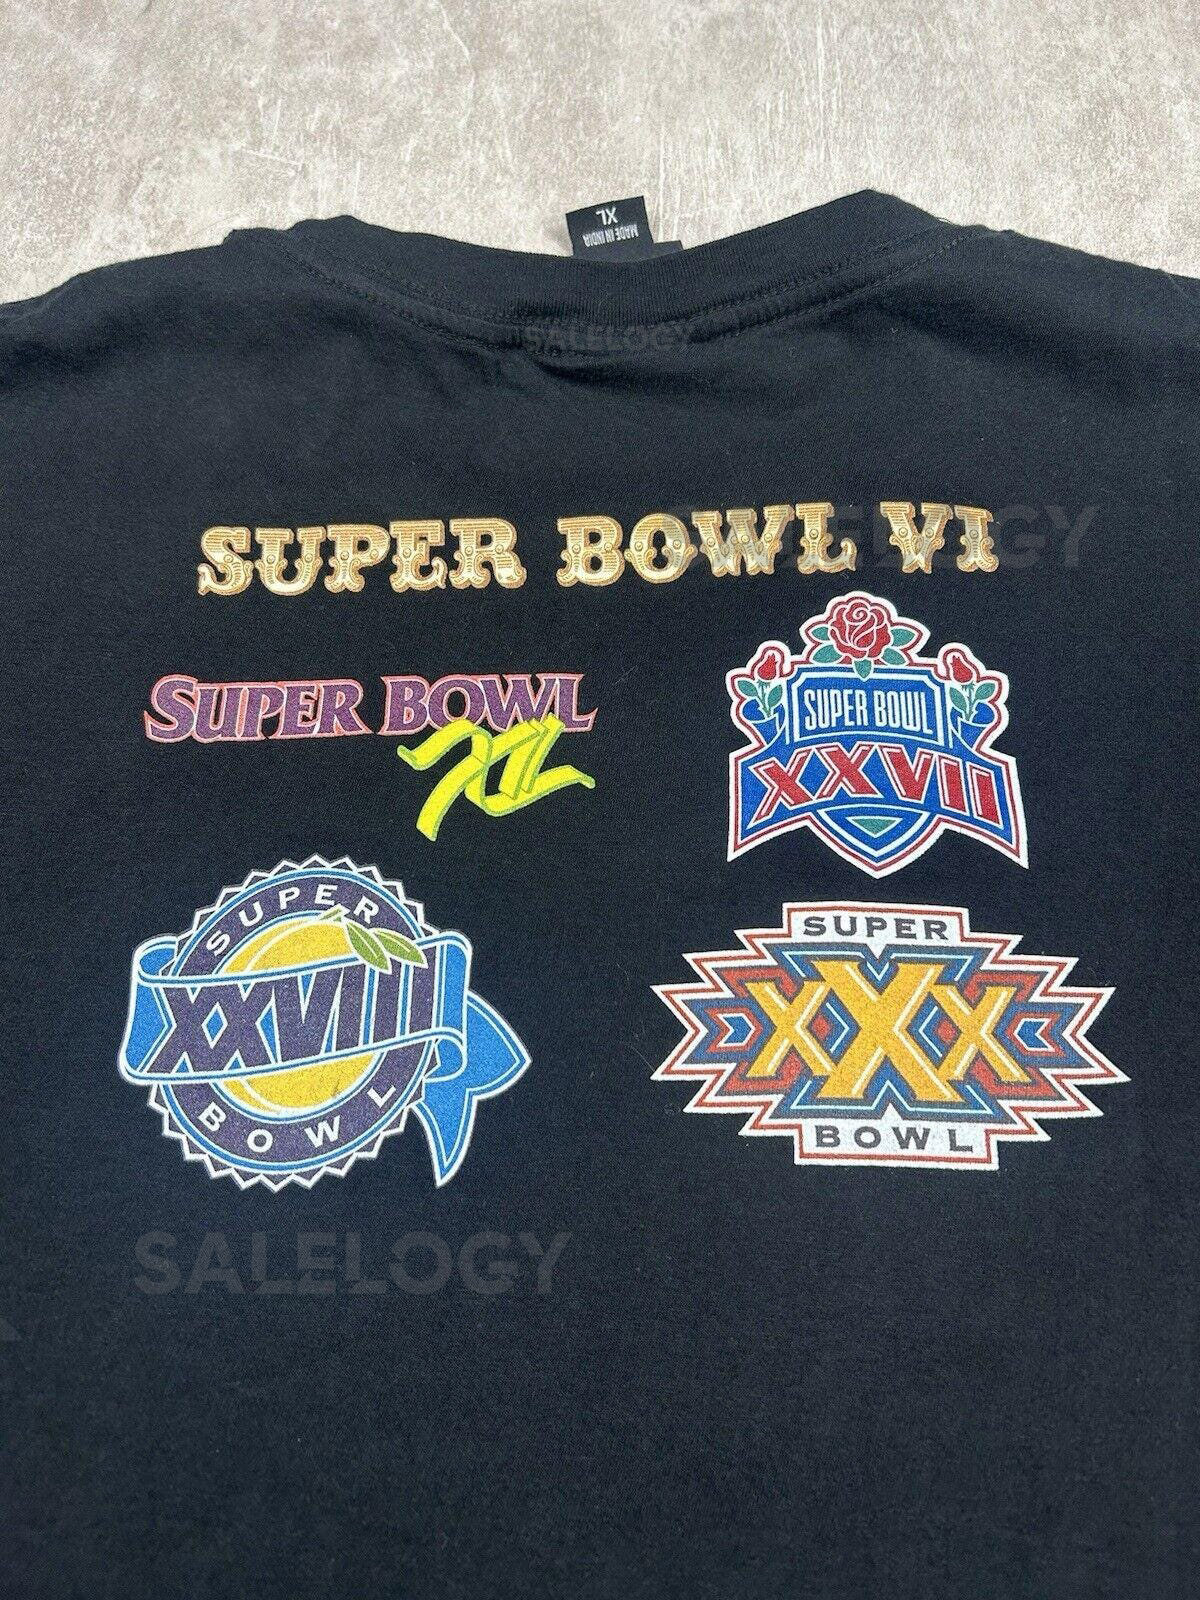 XL
MADE IN INDIA
SALELOGY
SUPER BOWL VI
SALELOGY
SUPER BOWL
XII
SUPER BOWL
XXVII
SUPER
XXVIII
BOWL
SUPER
XXX
BOWL
SALELOGY